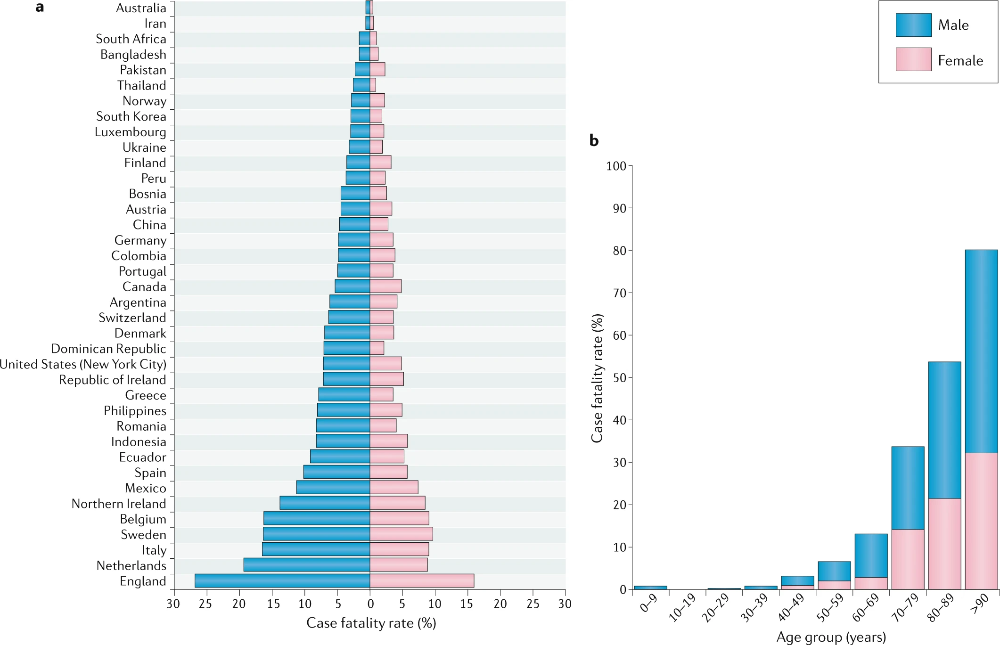 a
Australia
Iran
South Africa
Bangladesh
Pakistan
Thailand
Norway
South Korea
Luxembourg
Ukraine
Finland
Peru
Bosnia
Austria
China
Germany
Colombia
Portugal
Canada
Argentina
Switzerland
Denmark
Dominican Republic
United States (New York City)
Republic of Ireland
Greece
Philippines
Romania
Indonesia
Ecuador
Spain
Mexico
Northern Ireland
Belgium
Sweden
Italy
Netherlands
England
30 25 20 15 10 5 0 5 10 15 20 25 30
Case fatality rate (%)
Male
Female
b
100
90
80
70
60
50
40
30
20
10
0
Case fatality rate (%)
0–9 10–19 20–29 30–39 40–49 50–59 60–69 70–79 80–89 >90
Age group (years)